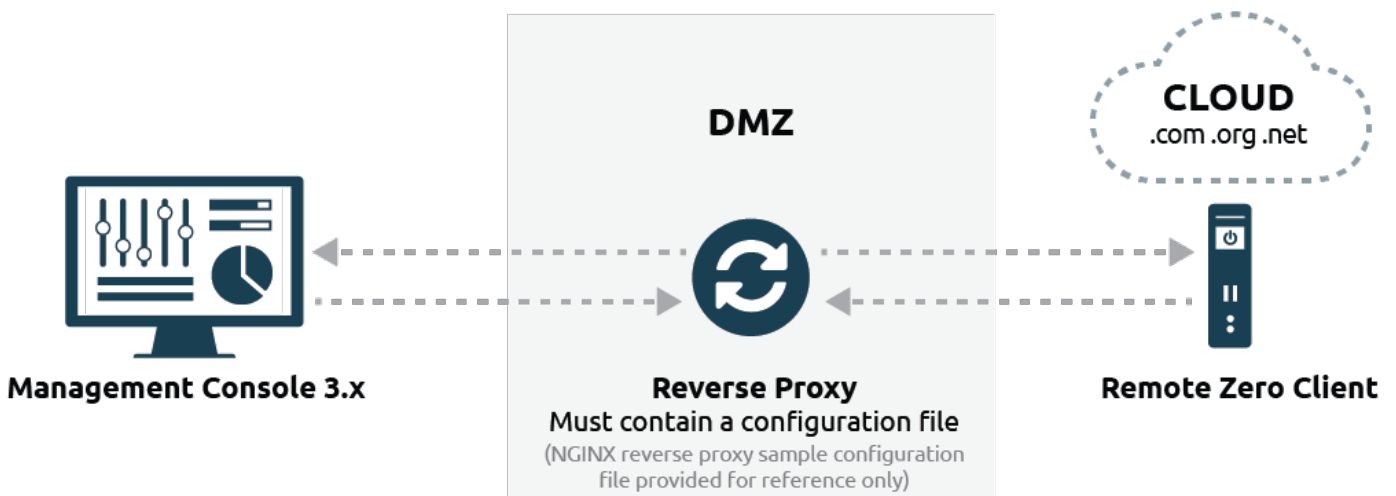 DMZ
CLOUD
.com .org .net
Management Console 3.x
Reverse Proxy
Must contain a configuration file
(NGINX reverse proxy sample configuration
file provided for reference only)
Remote Zero Client